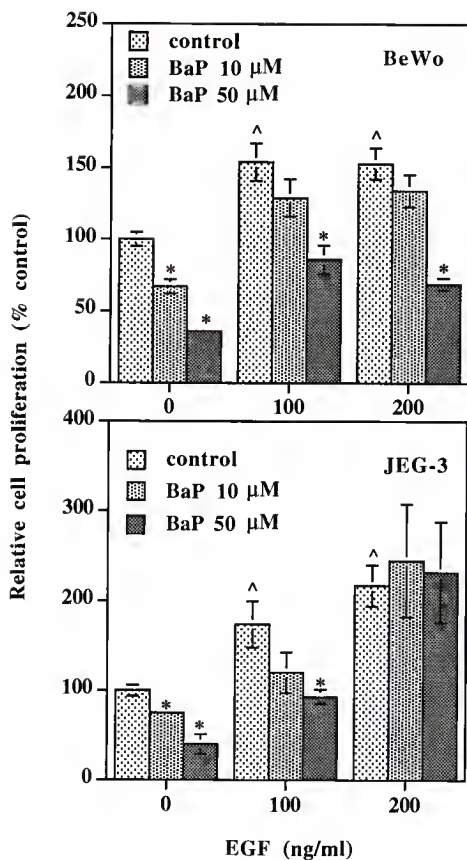 250
200
150
100
50
0
control
BaP 10 µM
BaP 50 µM
BeWo
^
^
*
*
*
*
0
100
200
Relative cell proliferation (% control)
400
300
200
100
0
control
BaP 10 µM
BaP 50 µM
JEG-3
^
^
*
*
*
0
100
200
EGF (ng/ml)